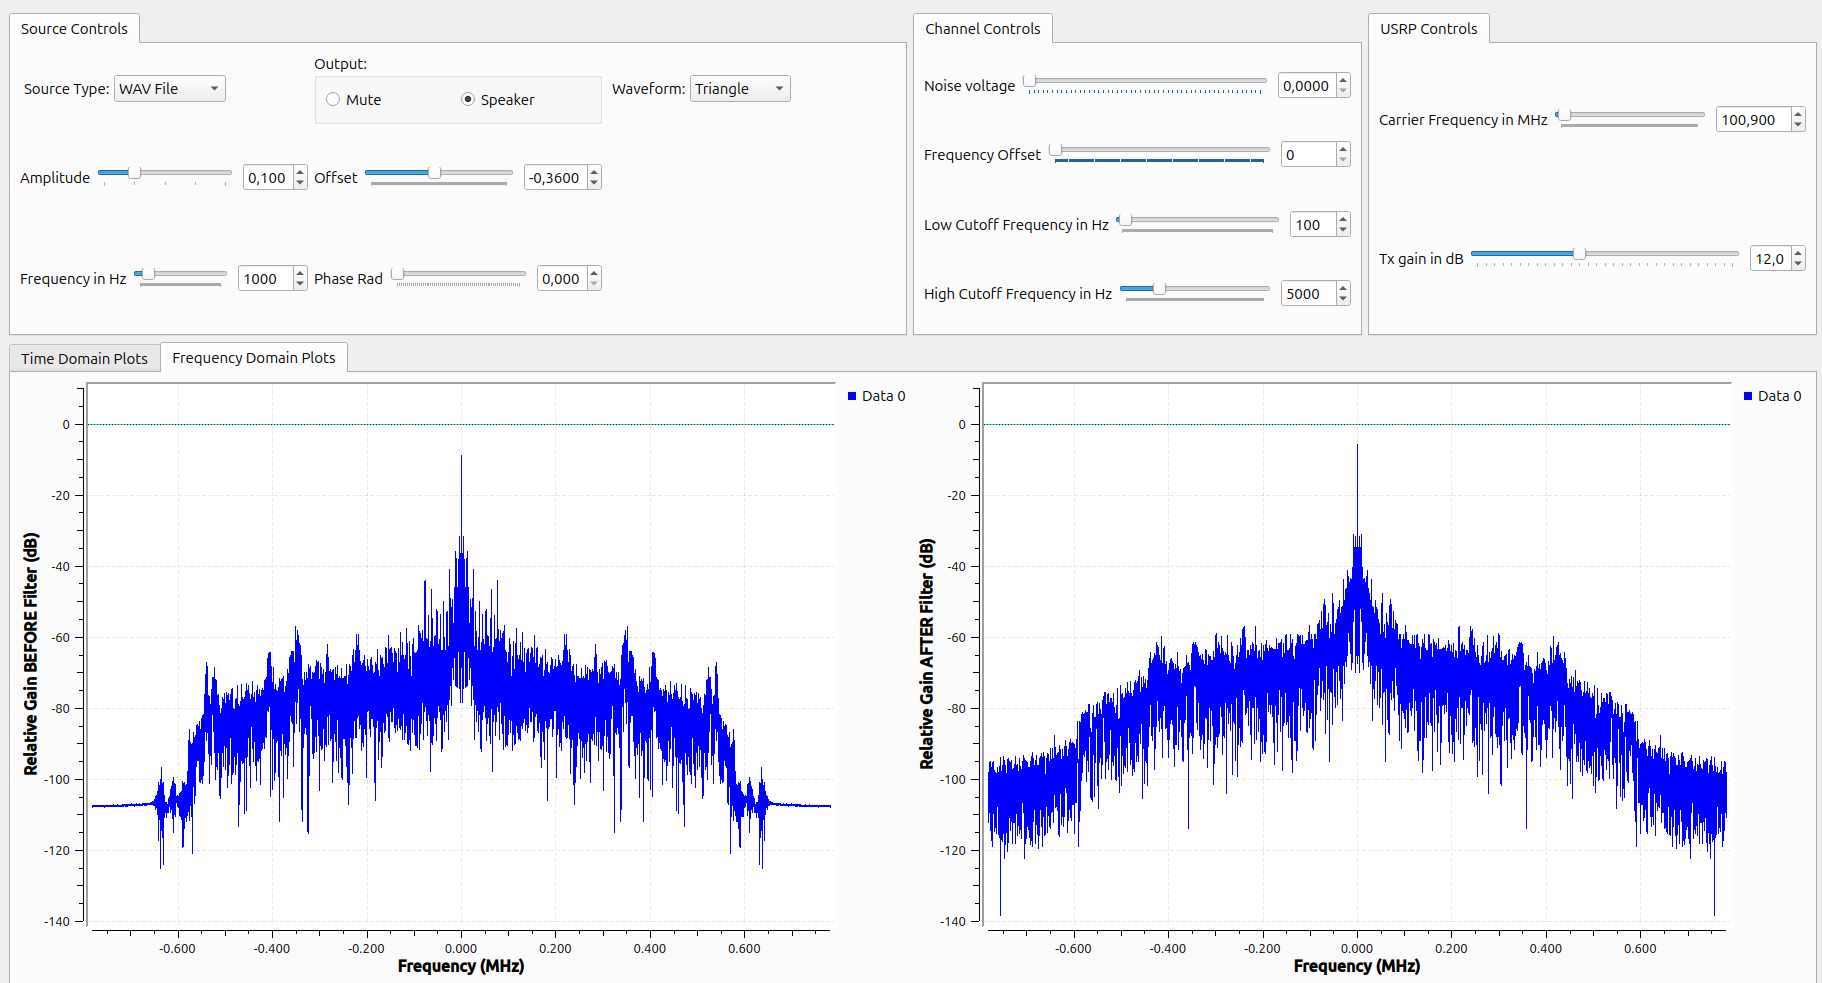 Source Controls
Source Type: WAV File
Output:
Mute
Speaker
Waveform: Triangle
Amplitude 0,100
Offset -0,3600
Frequency in Hz 1000
Phase Rad 0,000
Channel Controls
Noise voltage 0,0000
Frequency Offset 0
Low Cutoff Frequency in Hz 100
High Cutoff Frequency in Hz 5000
USRP Controls
Carrier Frequency in MHz 100,900
Tx gain in dB 12,0
Time Domain Plots
Frequency Domain Plots
Relative Gain BEFORE Filter (dB)
0
-20
-40
-60
-80
-100
-120
-140
-0.600 -0.400 -0.200 0.000 0.200 0.400 0.600
Frequency (MHz)
Data 0
Relative Gain AFTER Filter (dB)
0
-20
-40
-60
-80
-100
-120
-140
-0.600 -0.400 -0.200 0.000 0.200 0.400 0.600
Frequency (MHz)
Data 0